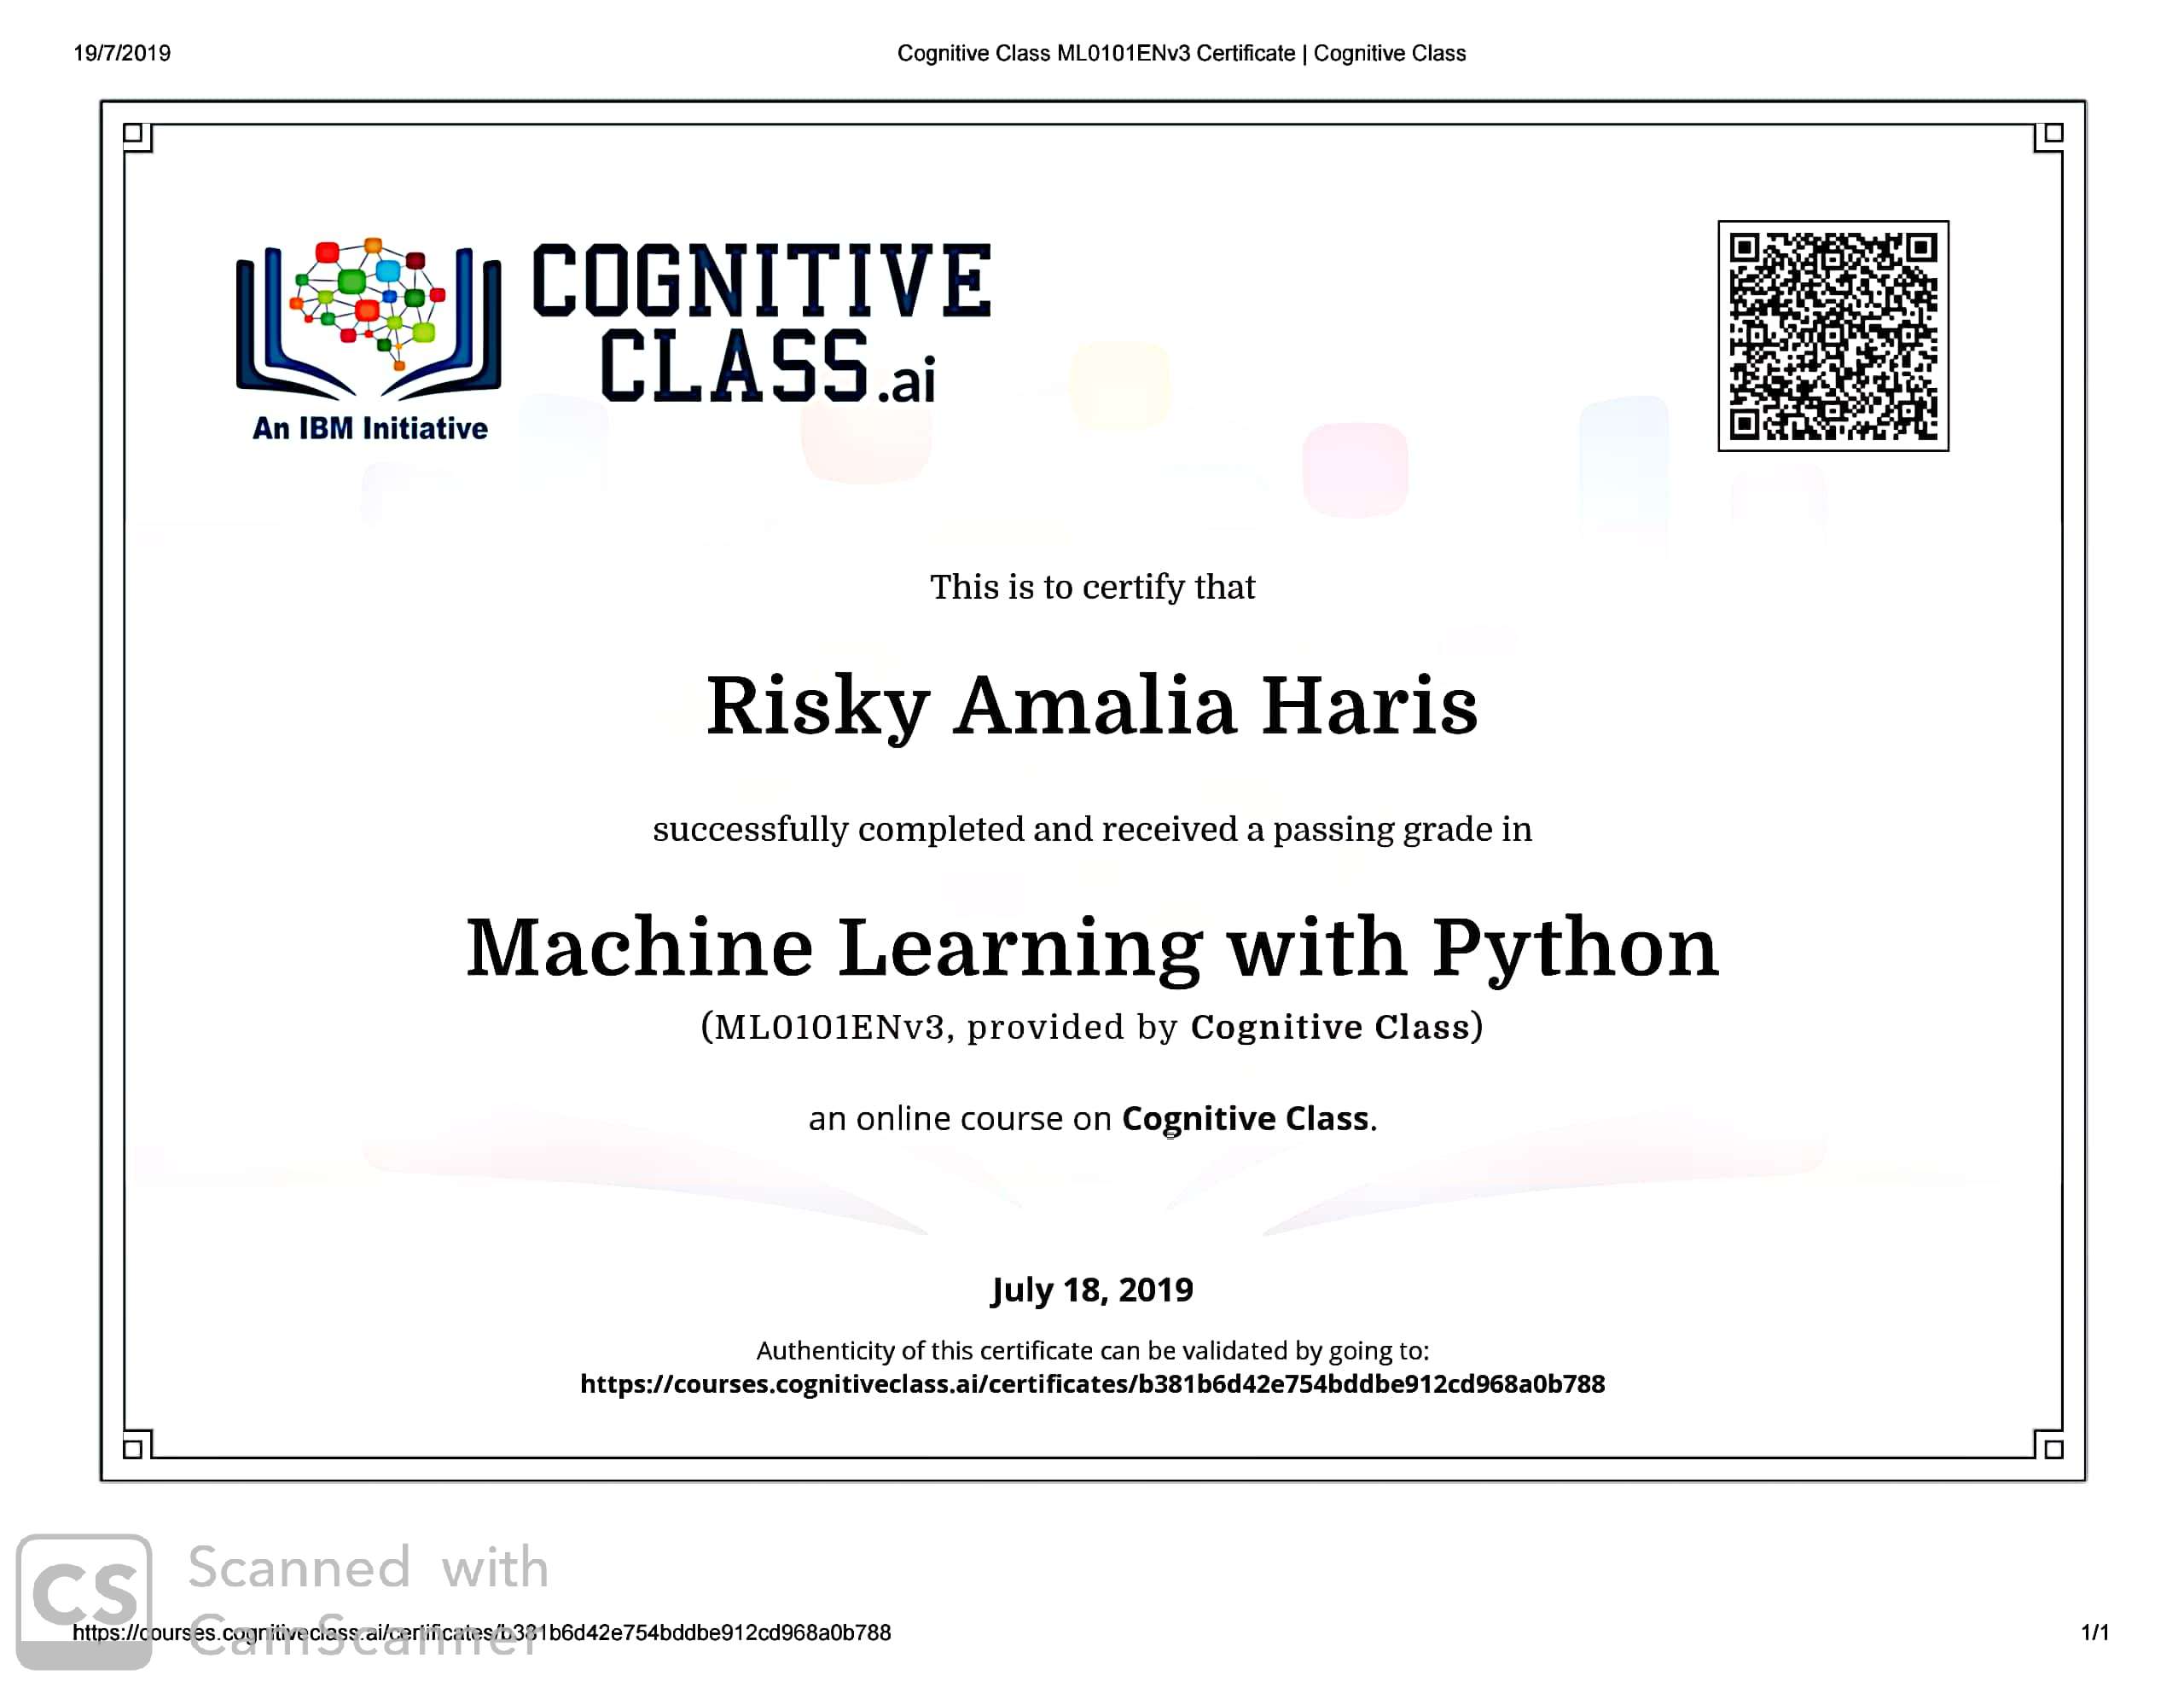 19/7/2019
Cognitive Class ML0101ENv3 Certificate | Cognitive Class
COGNITIVE
CLASS.ai
An IBM Initiative
This is to certify that
Risky Amalia Haris
successfully completed and received a passing grade in
Machine Learning with Python
(ML0101ENv3, provided by Cognitive Class)
an online course on Cognitive Class.
July 18, 2019
Authenticity of this certificate can be validated by going to:
https://courses.cognitiveclass.ai/certificates/b381b6d42e754bddbe912cd968a0b788
CS
Scanned with
CamScanner
https://courses.cognitiveclass.ai/certificates/b381b6d42e754bddbe912cd968a0b788
1/1